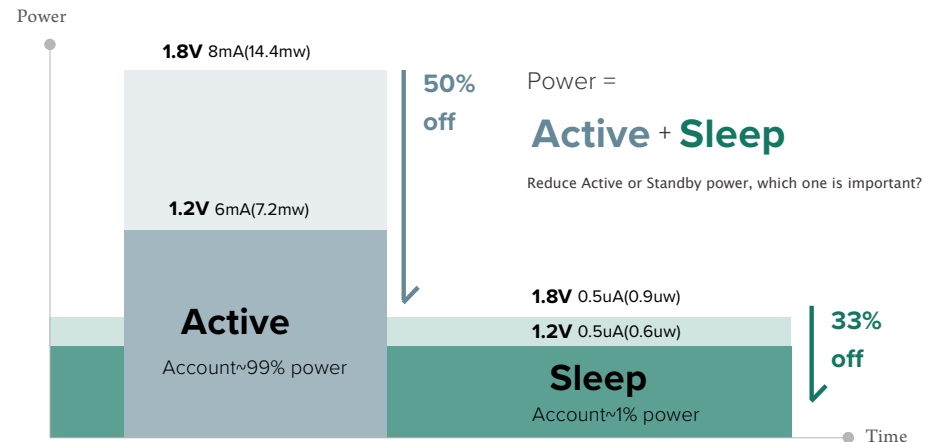 Power
1.8V 8mA(14.4mw)
50%
off
Power =
Active + Sleep
Reduce Active or Standby power, which one is important?
1.2V 6mA(7.2mw)
Active
Account~99% power
1.8V 0.5uA(0.9uw)
1.2V 0.5uA(0.6uw)
33%
off
Sleep
Account~1% power
Time